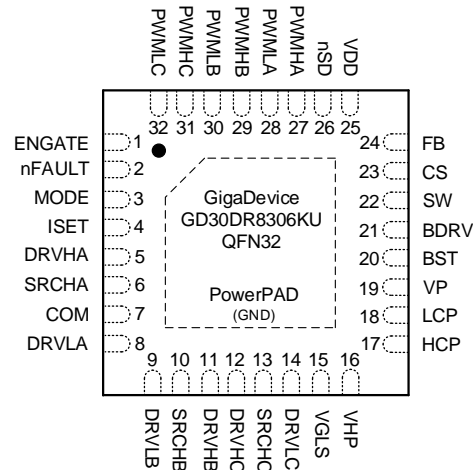 PWMLC PWMHC PWMLB PWMHB PWMLA PWMHA nSD VDD
32 31 30 29 28 27 26 25
ENGATE 1
nFAULT 2
MODE 3
ISET 4
DRVHA 5
SRCHA 6
COM 7
DRVLA 8
GigaDevice
GD30DR8306KU
QFN32
PowerPAD
(GND)
24 FB
23 CS
22 SW
21 BDRV
20 BST
19 VP
18 LCP
17 HCP
9 10 11 12 13 14 15 16
DRVLB SRCHB DRVHB DRVHC SRCHC DRVLC VGLS VHP